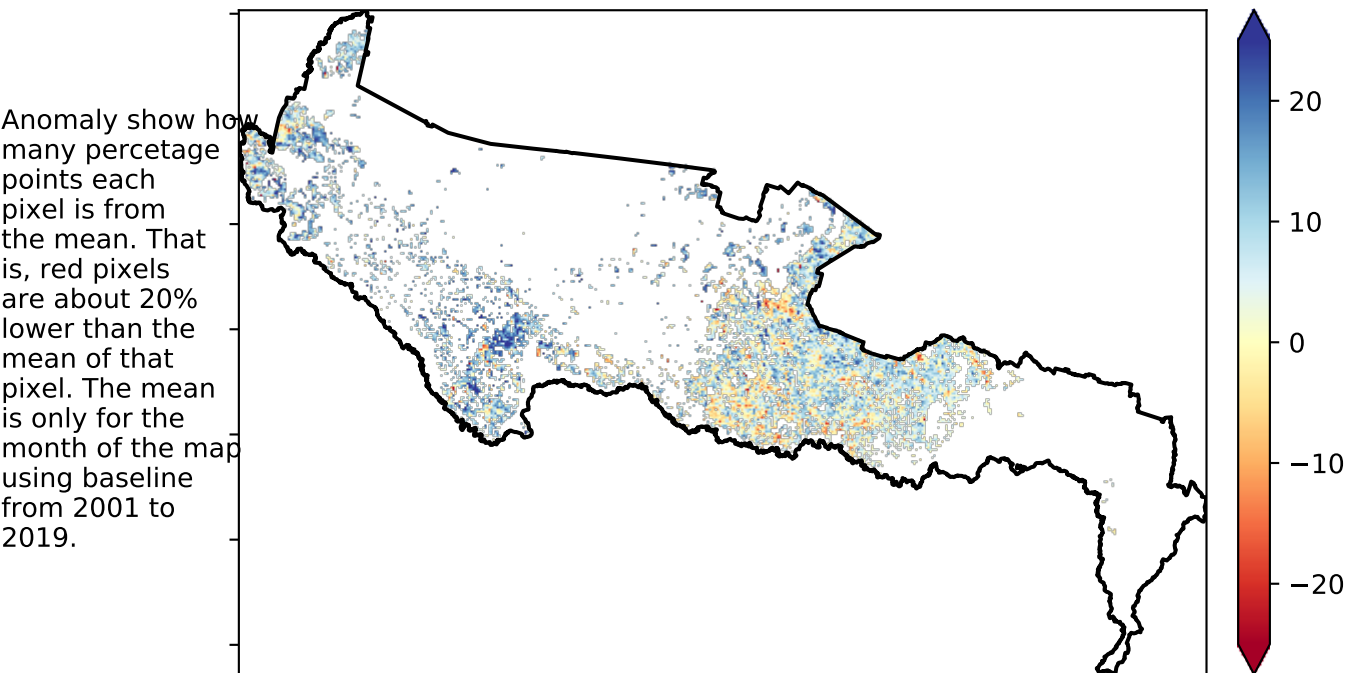 Anomaly show how
many percetage
points each
pixel is from
the mean. That
is, red pixels
are about 20%
lower than the
mean of that
pixel. The mean
is only for the
month of the map
using baseline
from 2001 to
2019.
20
10
0
−10
−20